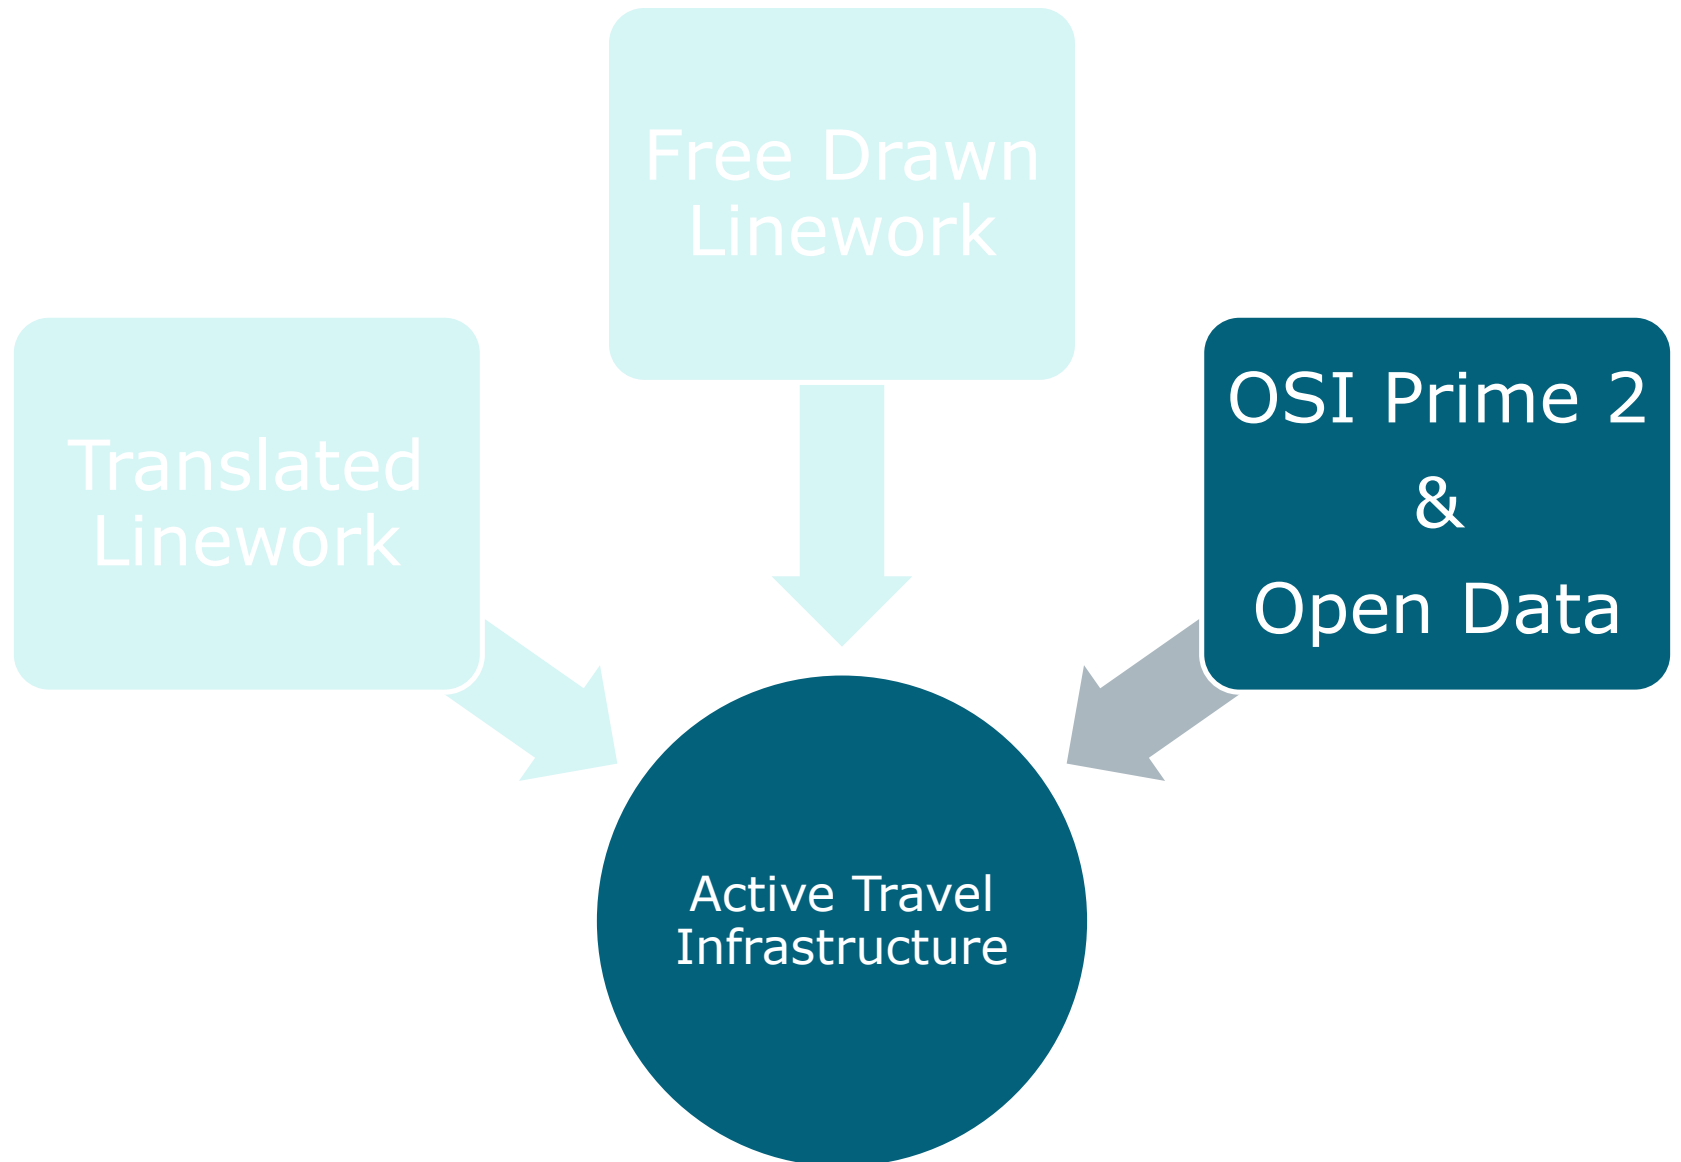 Free Drawn
Linework
Translated
Linework
OSI Prime 2
&
Open Data
Active Travel
Infrastructure